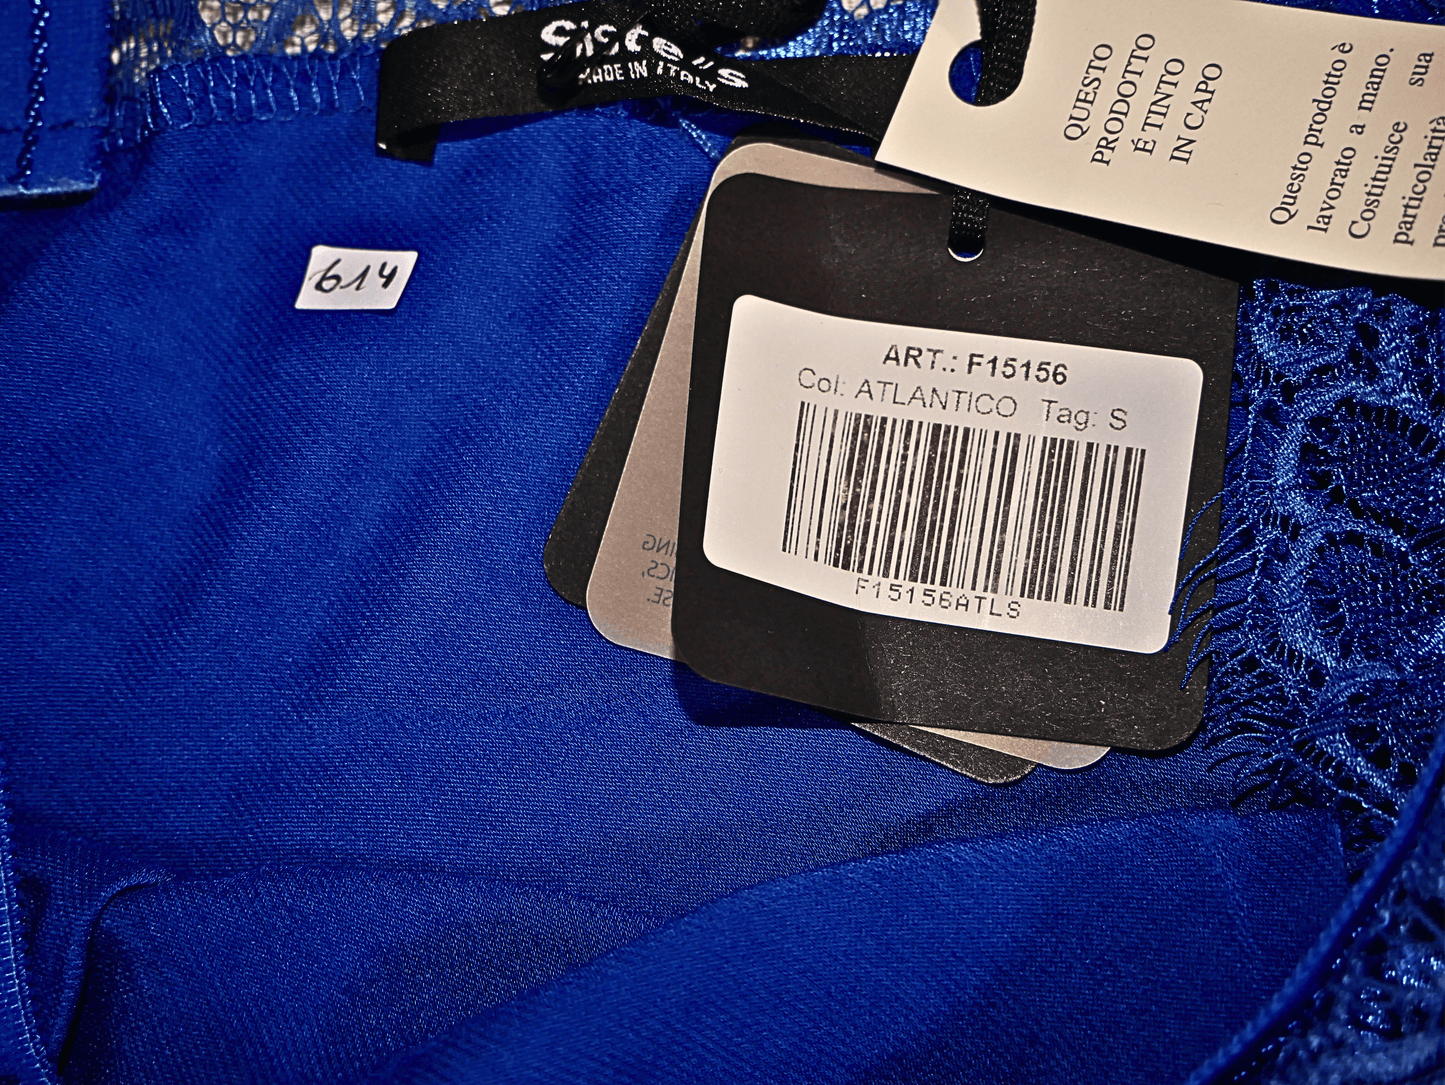 Siste's
MADE IN ITALY
QUESTO
PRODOTTO
É TINTO
IN CAPO
Questo prodotto è
lavorato a mano.
Costituisce sua
particolarità
614
ART.: F15156
Col: ATLANTICO Tag: S
F15156ATLS